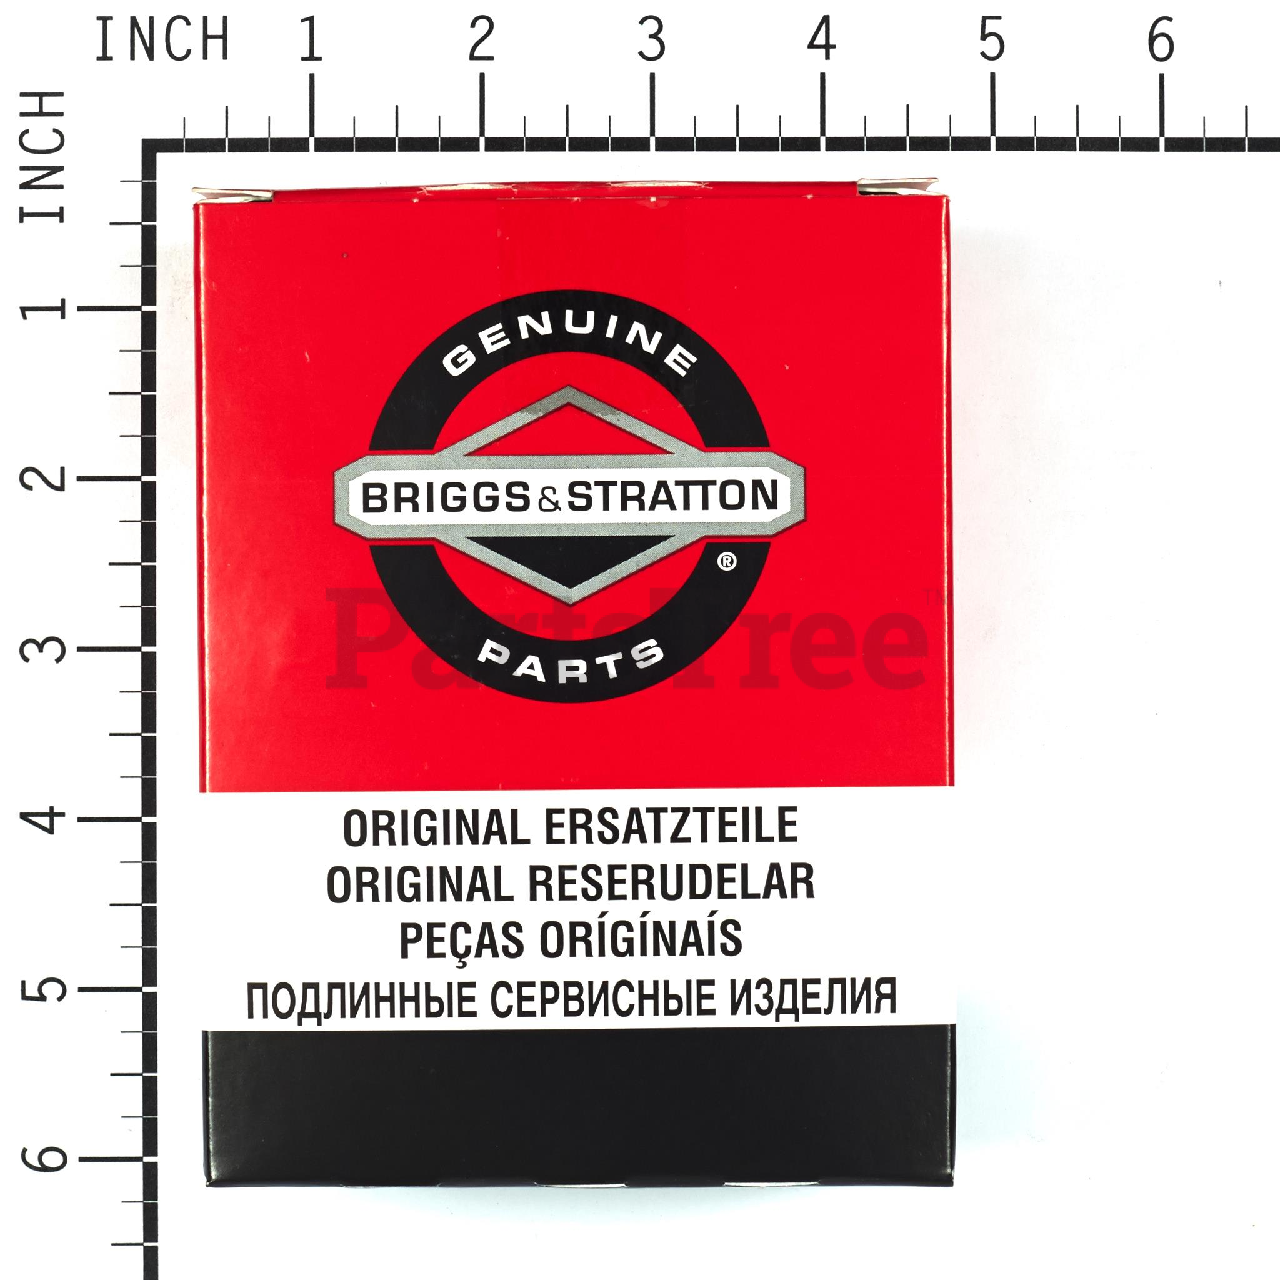 INCH 1 2 3 4 5 6
INCH
1
2
3
4
5
6
GENUINE
BRIGGS & STRATTON
®
PARTS
PartsTree™
ORIGINAL ERSATZTEILE
ORIGINAL RESERUDELAR
PEÇAS ORÍGÍNAÍS
ПОДЛИННЫЕ СЕРВИСНЫЕ ИЗДЕЛИЯ